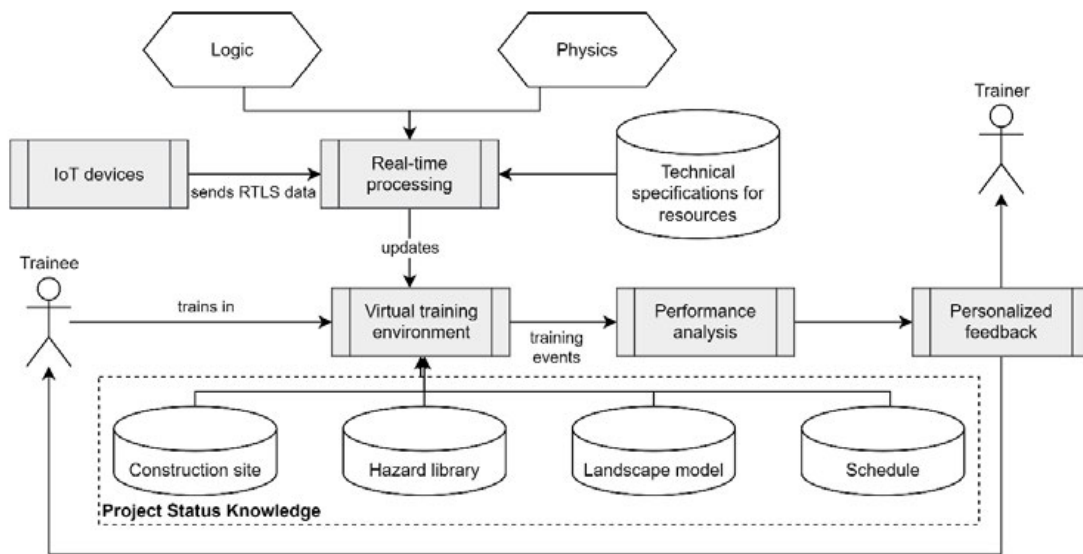 Logic
Physics
Trainer
IoT devices
sends RTLS data
Real-time
processing
Technical
specifications for
resources
updates
Trainee
trains in
Virtual training
environment
training
events
Performance
analysis
Personalized
feedback
Construction site
Hazard library
Landscape model
Schedule
Project Status Knowledge